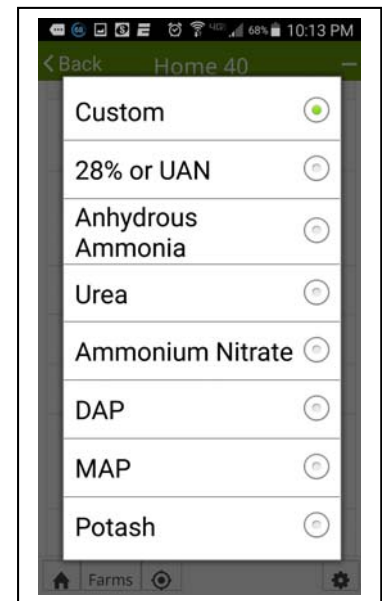 68% 10:13 PM
Back Home 40
Custom
28% or UAN
Anhydrous
Ammonia
Urea
Ammonium Nitrate
DAP
MAP
Potash
Farms